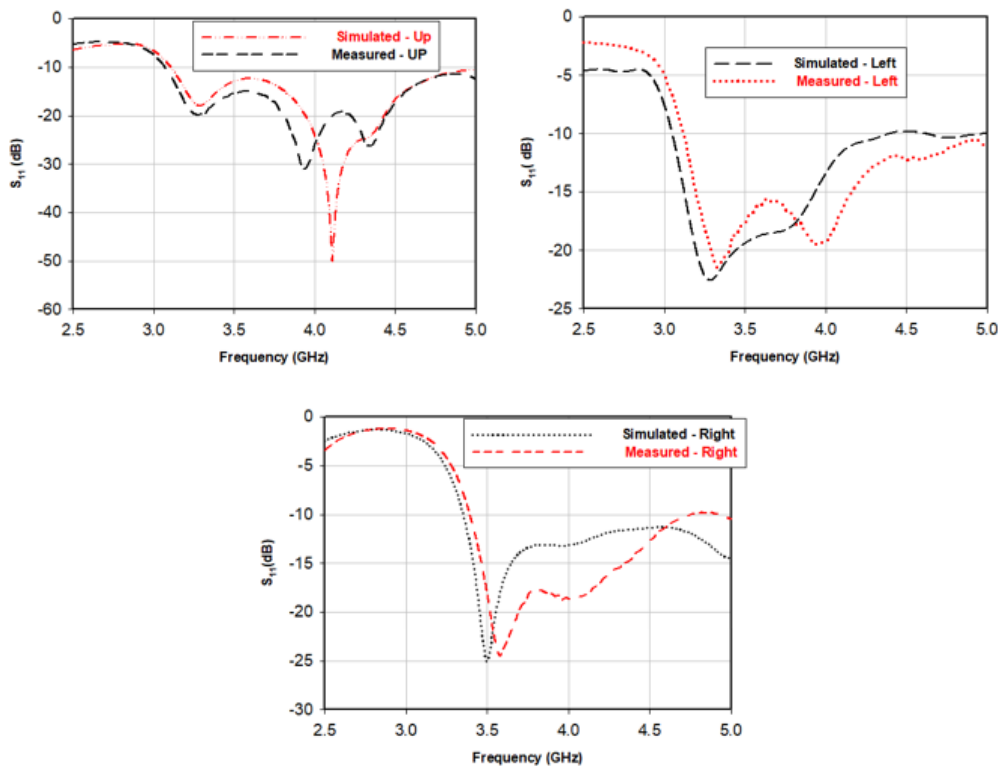 0
-10
-20
-30
-40
-50
-60
S11( dB)
Simulated - Up
Measured - UP
2.5 3.0 3.5 4.0 4.5 5.0
Frequency (GHz)
0
-5
-10
-15
-20
-25
S11 (dB)
Simulated - Left
Measured - Left
2.5 3.0 3.5 4.0 4.5 5.0
Frequency (GHz)
0
-5
-10
-15
-20
-25
-30
S11(dB)
Simulated - Right
Measured - Right
2.5 3.0 3.5 4.0 4.5 5.0
Frequency (GHz)